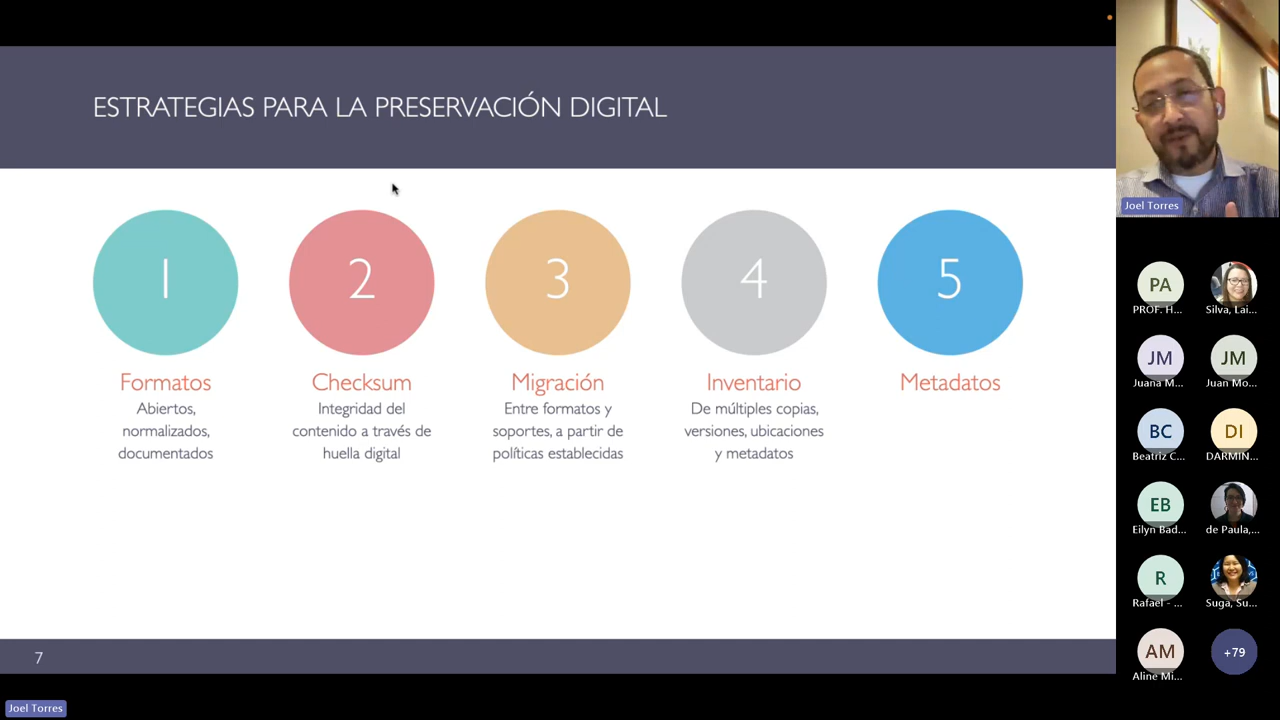 ESTRATEGIAS PARA LA PRESERVACIÓN DIGITAL
1
2
3
4
5
Formatos
Abiertos,
normalizados,
documentados
Checksum
Integridad del
contenido a través de
huella digital
Migración
Entre formatos y
soportes, a partir de
políticas establecidas
Inventario
De múltiples copias,
versiones, ubicaciones
y metadatos
Metadatos
7
Joel Torres
Joel Torres
PA
PROF. H...
Silva, Lai...
JM
Juana M...
JM
Juan Mo...
BC
Beatriz C...
DI
DARMIN...
EB
Eilyn Bad...
de Paula,...
R
Rafael - ...
Suga, Su...
AM
Aline Mi...
+79